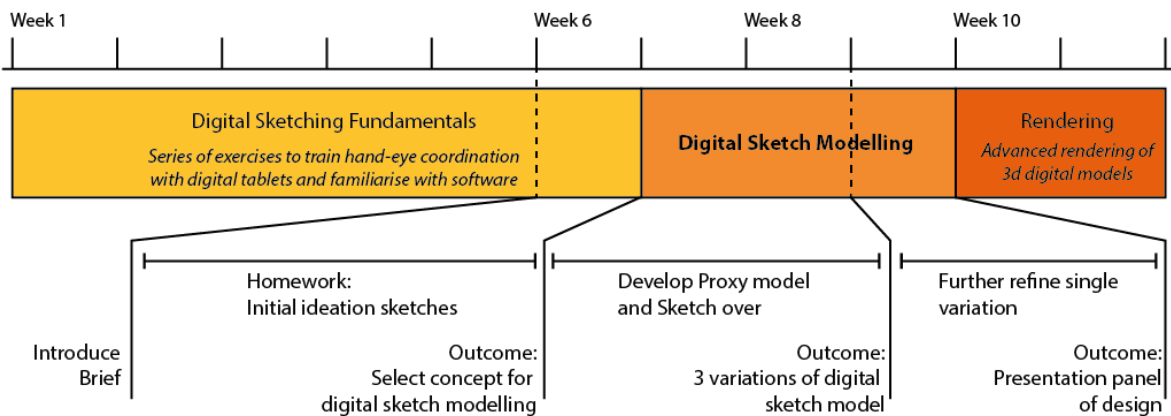 Week 1
Week 6
Week 8
Week 10
Digital Sketching Fundamentals
Series of exercises to train hand-eye coordination
with digital tablets and familiarise with software
Digital Sketch Modelling
Rendering
Advanced rendering of
3d digital models
Homework:
Initial ideation sketches
Develop Proxy model
and Sketch over
Further refine single
variation
Introduce
Brief
Outcome:
Select concept for
digital sketch modelling
Outcome:
3 variations of digital
sketch model
Outcome:
Presentation panel
of design